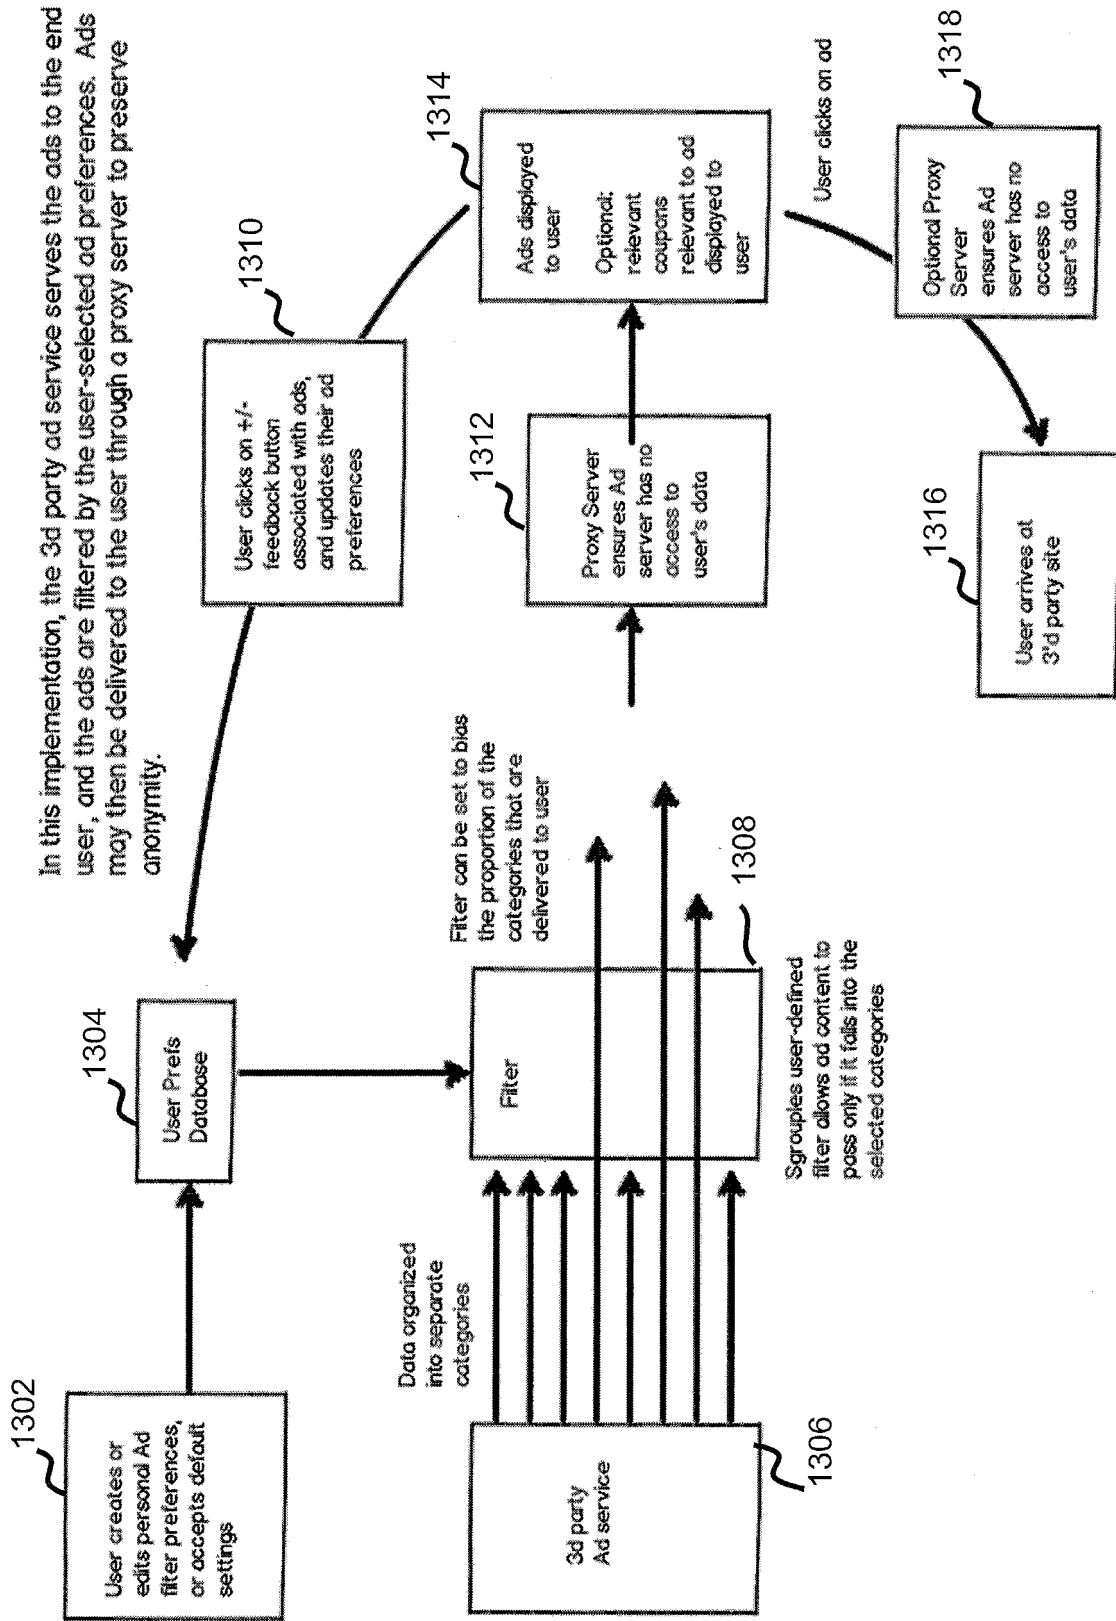 In this implementation, the 3d party ad service serves the ads to the end
user, and the ads are filtered by the user-selected ad preferences. Ads
may then be delivered to the user through a proxy server to preserve
anonymity.
1302
User creates or
edits personal Ad
filter preferences,
or accepts default
settings
1304
User Prefs
Database
1310
User clicks on +/-
feedback button
associated with ads,
and updates their ad
preferences
Data organized
into separate
categories
3d party
Ad service
1306
Filter
1308
Filter can be set to bias
the proportion of the
categories that are
delivered to user
Sgrouples user-defined
filter allows ad content to
pass only if it falls into the
selected categories
1312
Proxy Server
ensures Ad
server has no
access to
user's data
1314
Ads displayed
to user
Optional:
relevant
coupons
relevant to ad
displayed to
user
User clicks on ad
1316
User arrives at
3'd party site
1318
Optional Proxy
Server
ensures Ad
server has no
access to
user's data